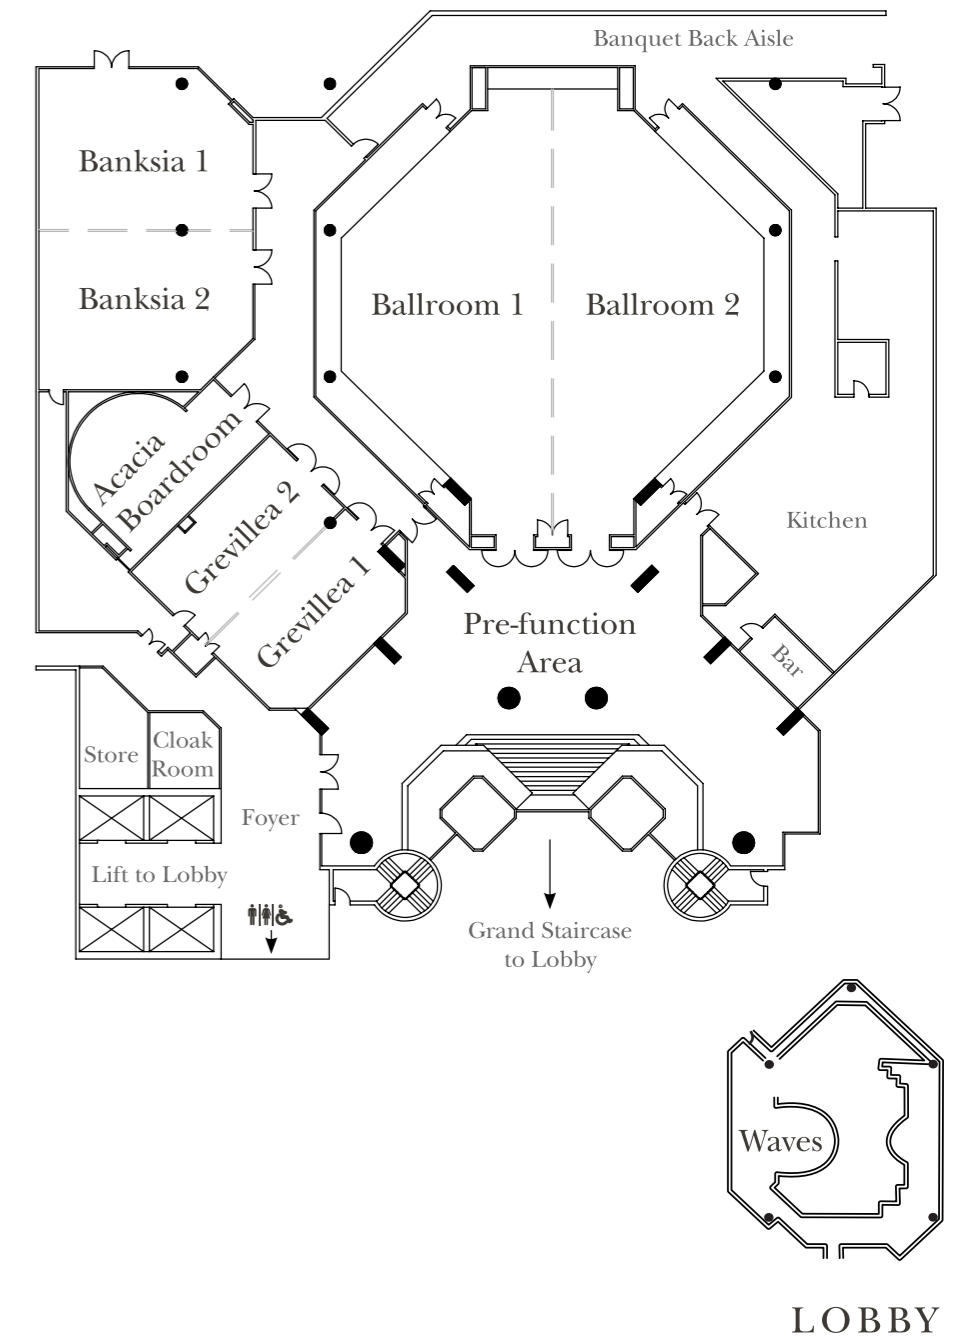 Banquet Back Aisle
Banksia 1
Banksia 2
Ballroom 1
Ballroom 2
Acacia
Boardroom
Grevillea 2
Grevillea 1
Kitchen
Pre-function
Area
Bar
Store
Cloak
Room
Foyer
Lift to Lobby
Grand Staircase
to Lobby
Waves
LOBBY